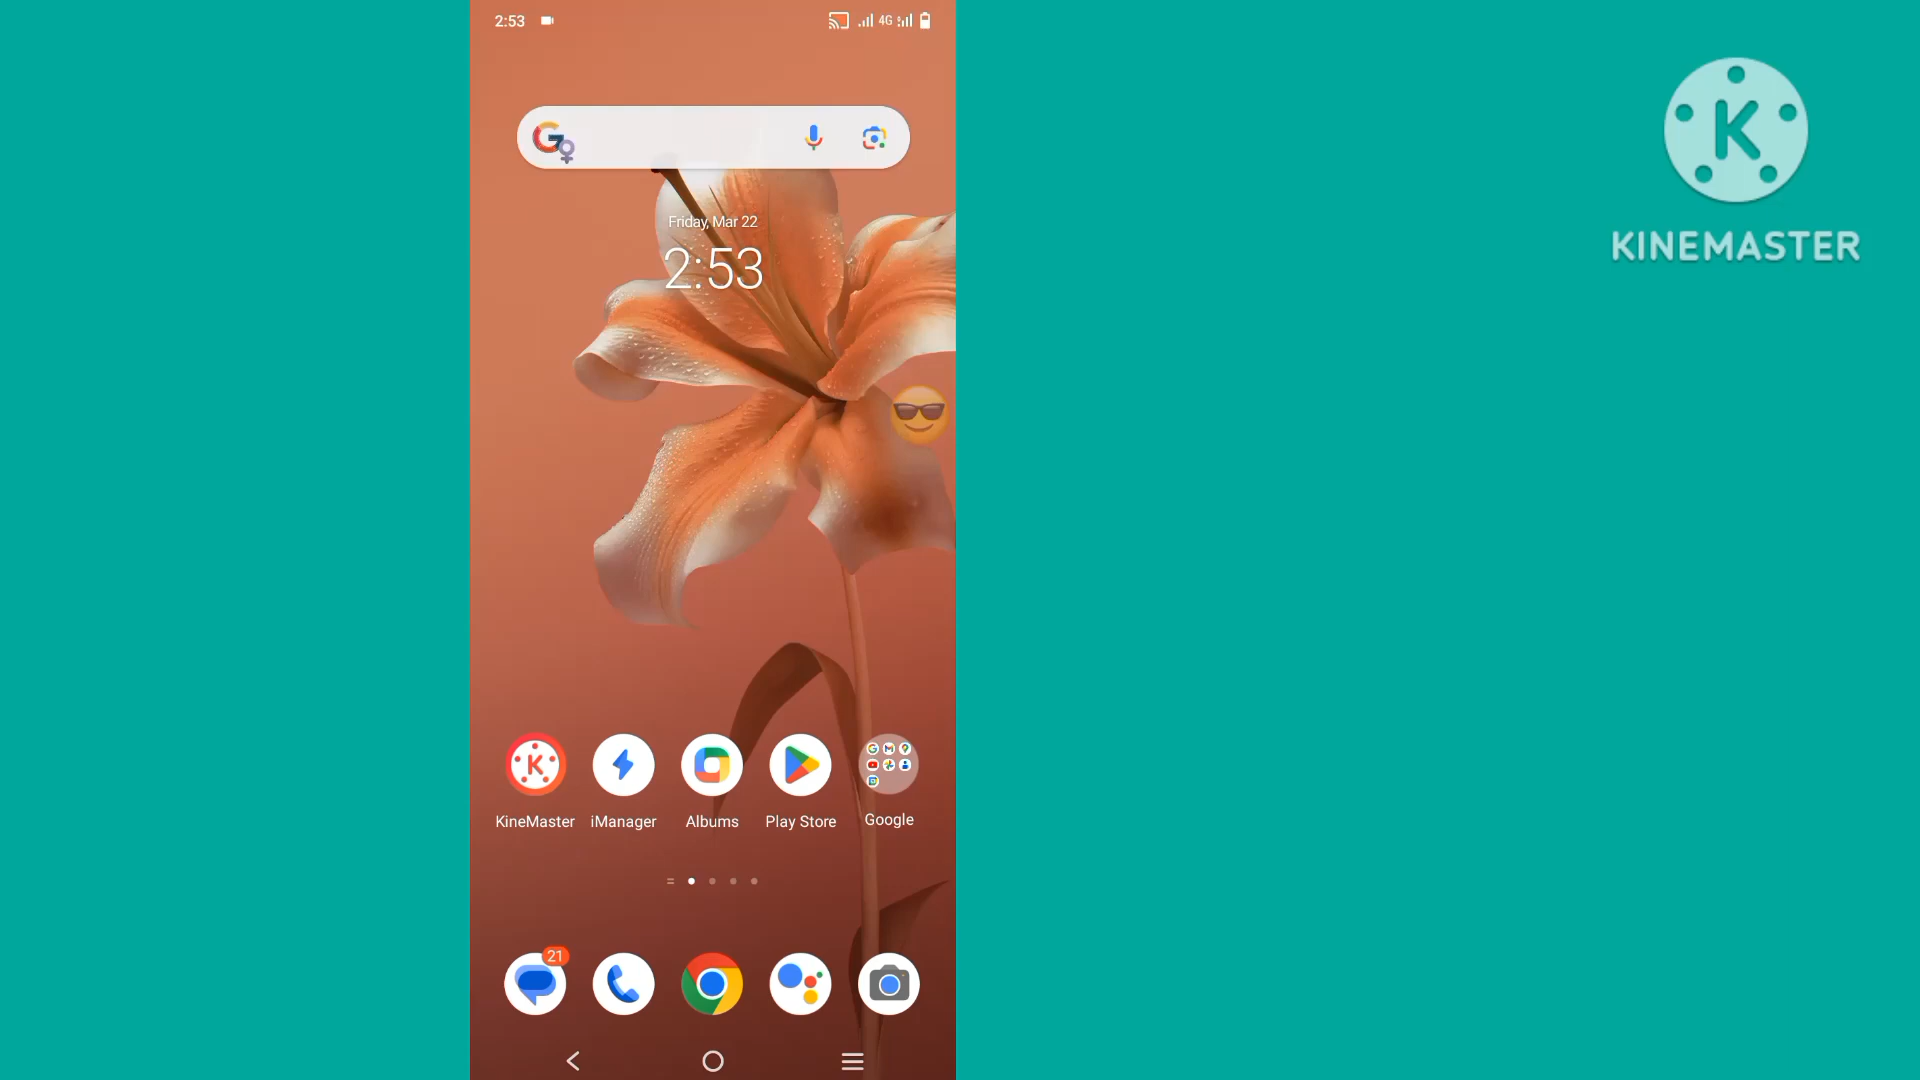 2:53
4G
KINEMASTER
Friday, Mar 22
2:53
KineMaster
iManager
Albums
Play Store
Google
21